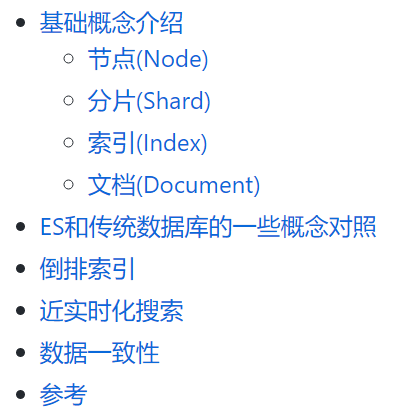 基础概念介绍
节点(Node)
分片(Shard)
索引(Index)
文档(Document)
ES和传统数据库的一些概念对照
倒排索引
近实时化搜索
数据一致性
参考